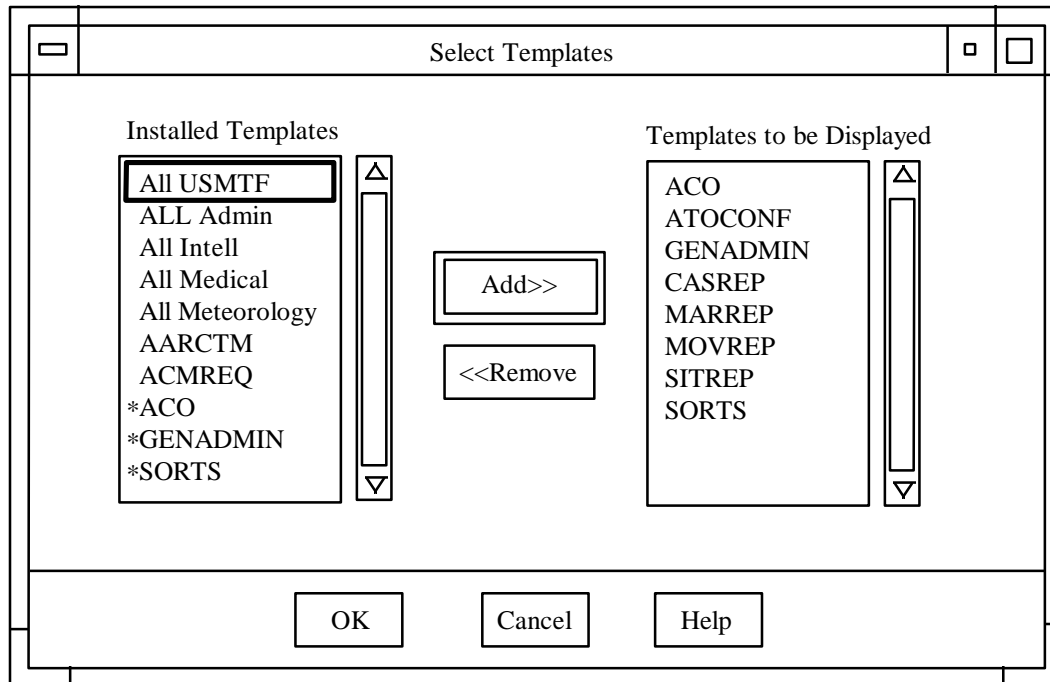 Select Templates
Installed Templates
All USMTF
ALL Admin
All Intell
All Medical
All Meteorology
AARCTM
ACMREQ
*ACO
*GENADMIN
*SORTS
Add>>
<<Remove
Templates to be Displayed
ACO
ATOCONF
GENADMIN
CASREP
MARREP
MOVREP
SITREP
SORTS
OK
Cancel
Help